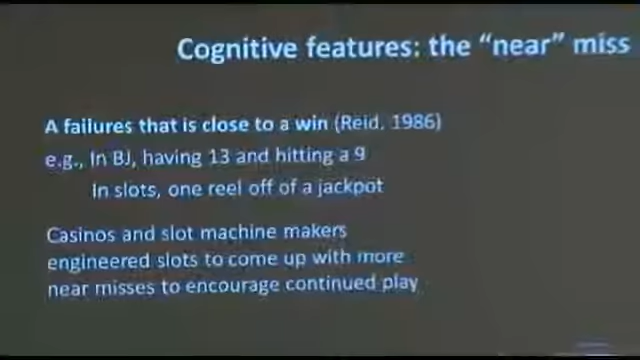 Cognitive features: the “near” miss
A failures that is close to a win (Reid, 1986)
e.g., In BJ, having 13 and hitting a 9
In slots, one reel off of a jackpot
Casinos and slot machine makers
engineered slots to come up with more
near misses to encourage continued play